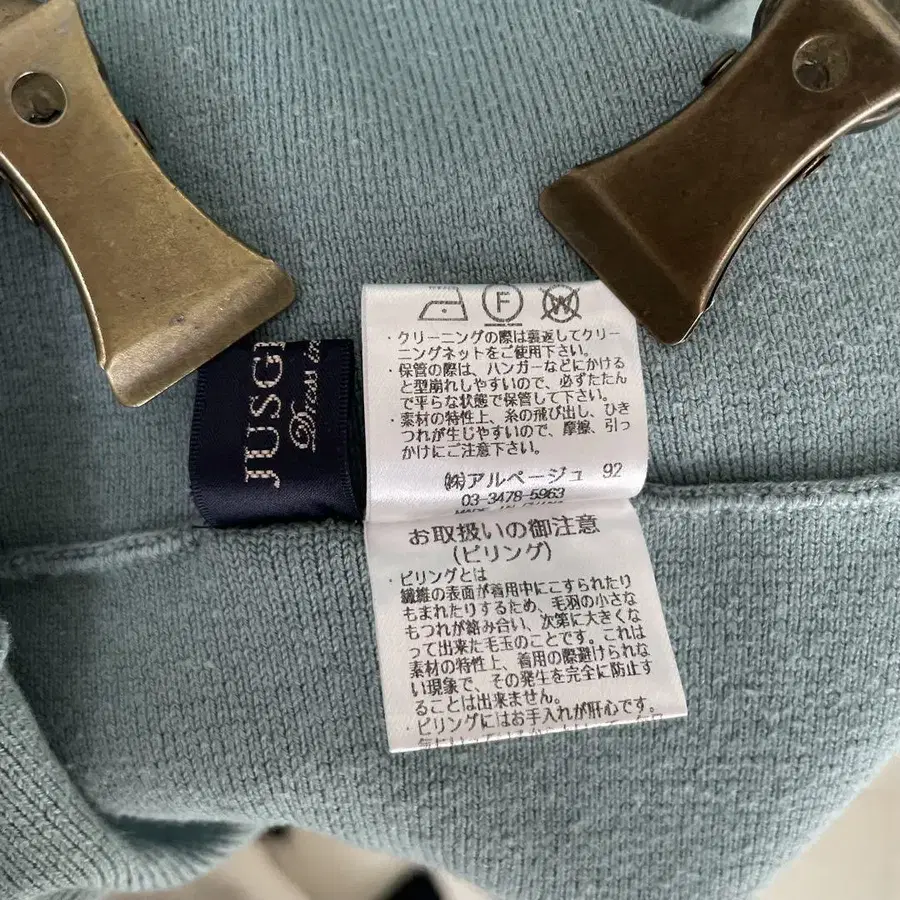 JUSG
Dress
F
W
・クリーニングの際は裏返してクリー
ニングネットをご使用下さい。
・保管の際は、ハンガーなどにかける
と型崩れしやすいので、必ずたたん
で平らな状態で保管して下さい。
・素材の特性上、糸の飛び出し、ひき
つれが生じやすいので、摩擦、引っ
かけにご注意下さい。
㈱アルページュ 92
03-3478-5963
MADE IN CHINA
お取扱いの御注意
(ピリング)
・ピリングとは
繊維の表面が着用中にこすられたり
もまれたりするため、毛羽の小さな
もつれが絡み合い、次第に大きくな
って出来た毛玉のことです。これは
素材の特性上、着用の際避けられな
い現象で、その発生を完全に防止す
ることは出来ません。
・ピリングにはお手入れが肝心です。